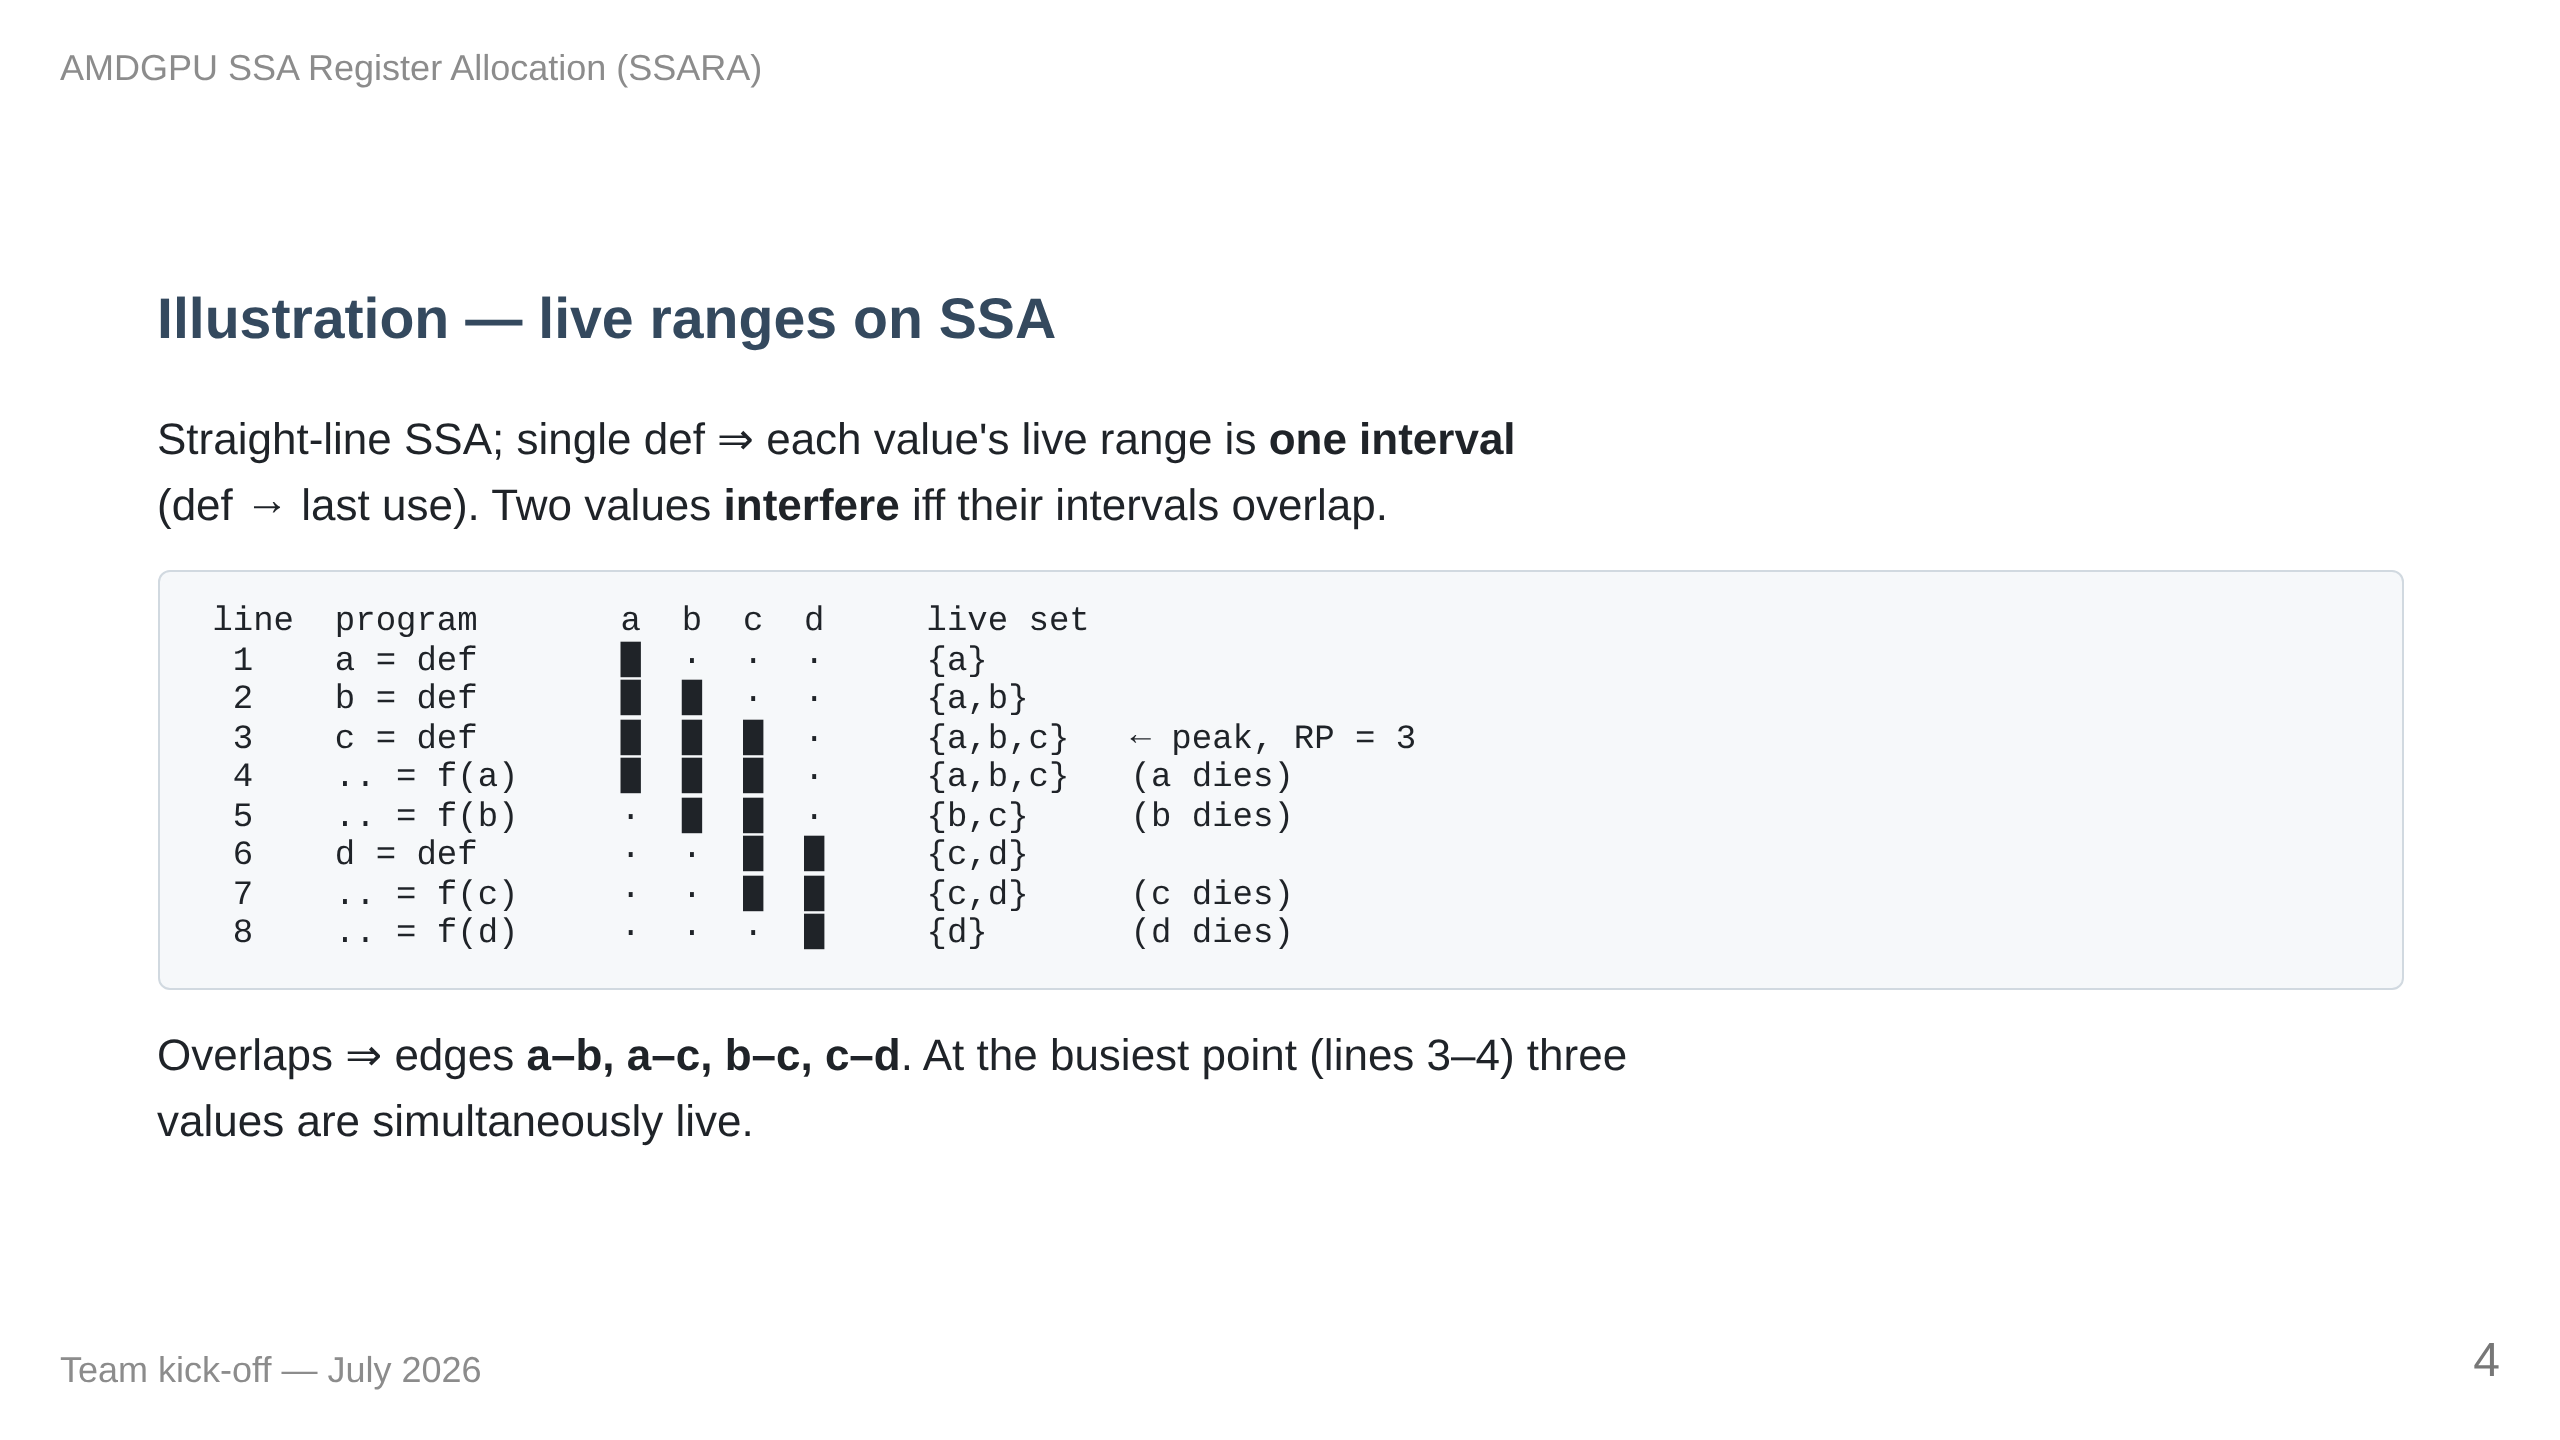 AMDGPU SSA Register Allocation (SSARA)
Illustration — live ranges on SSA
Straight-line SSA; single def ⇒ each value's live range is one interval
(def → last use). Two values interfere iff their intervals overlap.
line  program       a  b  c  d     live set
 1    a = def       █  ·  ·  ·     {a}
 2    b = def       █  █  ·  ·     {a,b}
 3    c = def       █  █  █  ·     {a,b,c}   ← peak, RP = 3
 4    .. = f(a)     █  █  █  ·     {a,b,c}   (a dies)
 5    .. = f(b)     ·  █  █  ·     {b,c}     (b dies)
 6    d = def       ·  ·  █  █     {c,d}
 7    .. = f(c)     ·  ·  █  █     {c,d}     (c dies)
 8    .. = f(d)     ·  ·  ·  █     {d}       (d dies)
Overlaps ⇒ edges a–b, a–c, b–c, c–d. At the busiest point (lines 3–4) three
values are simultaneously live.
Team kick-off — July 2026
4